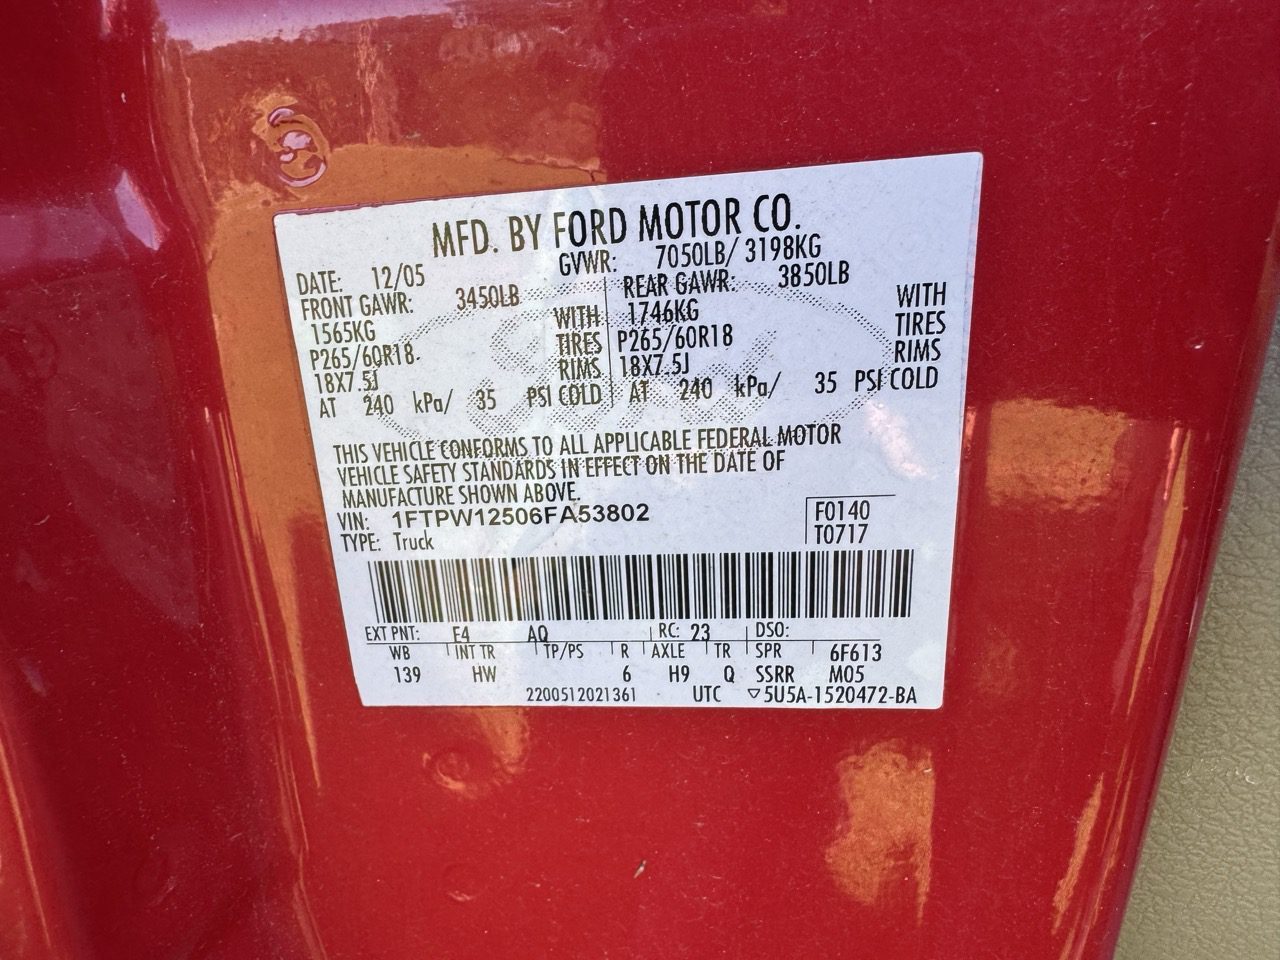 MFD. BY FORD MOTOR CO.
DATE: 12/05 GVWR: 7050LB/ 3198KG
FRONT GAWR: 3450LB REAR GAWR: 3850LB
1565KG WITH 1746KG WITH
P265/60R18 TIRES P265/60R18 TIRES
18X7.5J RIMS 18X7.5J RIMS
AT 240 kPa/ 35 PSI COLD AT 240 kPa/ 35 PSI COLD
THIS VEHICLE CONFORMS TO ALL APPLICABLE FEDERAL MOTOR
VEHICLE SAFETY STANDARDS IN EFFECT ON THE DATE OF
MANUFACTURE SHOWN ABOVE.
VIN: 1FTPW12506FA53802 F0140
TYPE: Truck T0717
EXT PNT: E4 AQ RC: 23 DSO:
WB INT TR TP/PS R AXLE TR SPR 6F613
139 HW 6 H9 Q SSRR M05
2200512021361 UTC ▽5U5A-1520472-BA